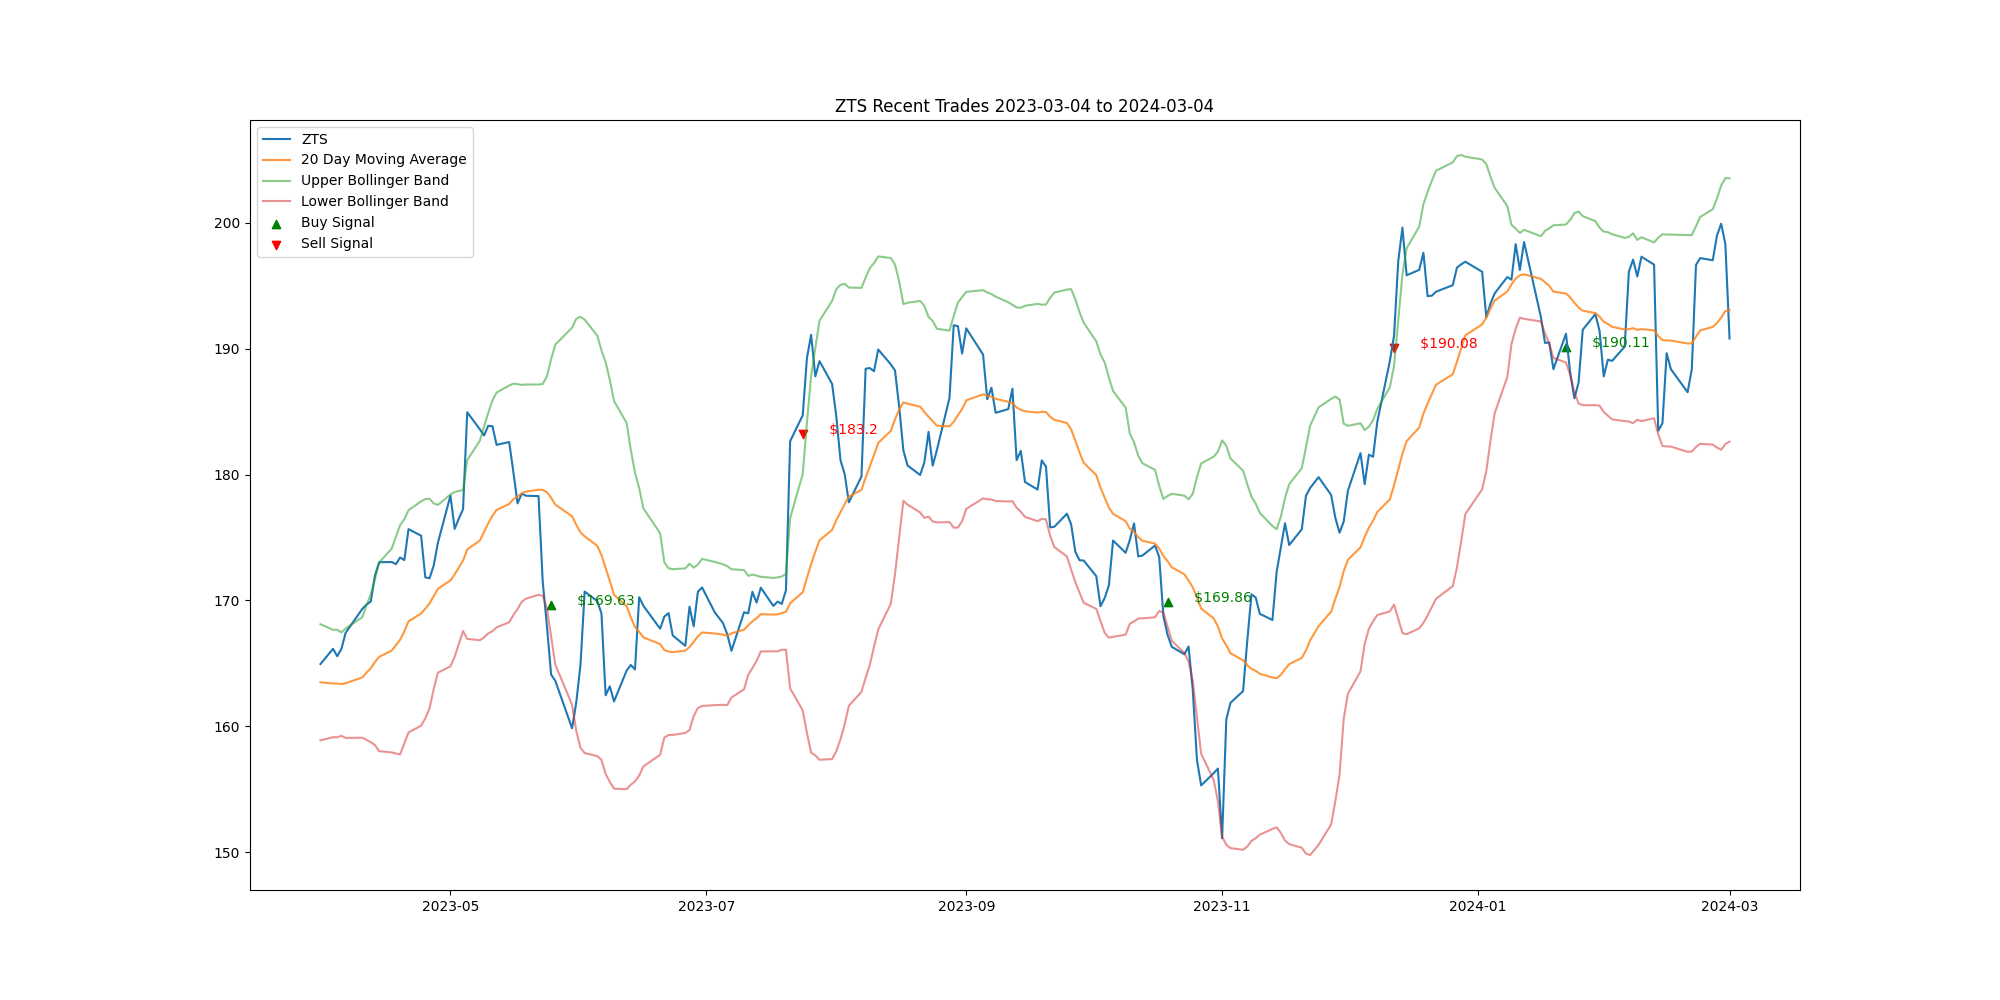 ZTS Recent Trades 2023-03-04 to 2024-03-04
ZTS
20 Day Moving Average
Upper Bollinger Band
Lower Bollinger Band
Buy Signal
Sell Signal
200
190
180
170
160
150
$169.63
$183.2
$169.86
$190.08
$190.11
2023-05
2023-07
2023-09
2023-11
2024-01
2024-03